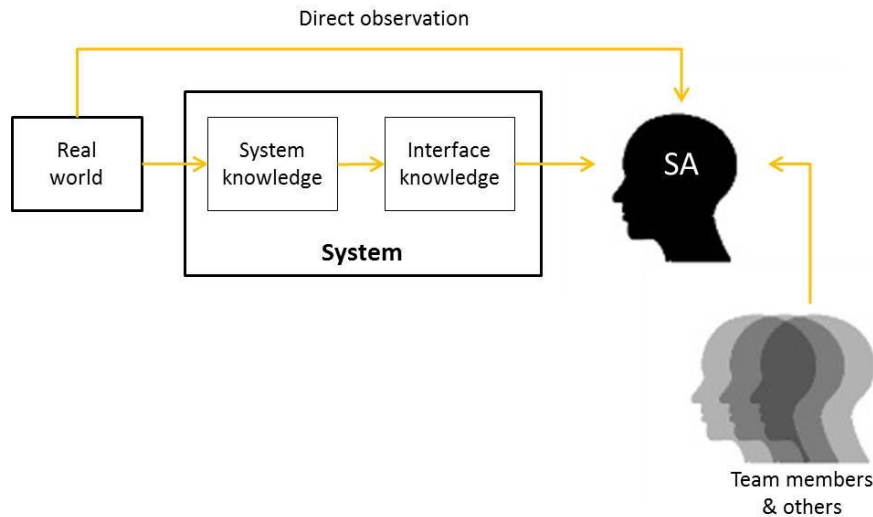 Direct observation
Real
world
System
knowledge
Interface
knowledge
System
SA
Team members
& others